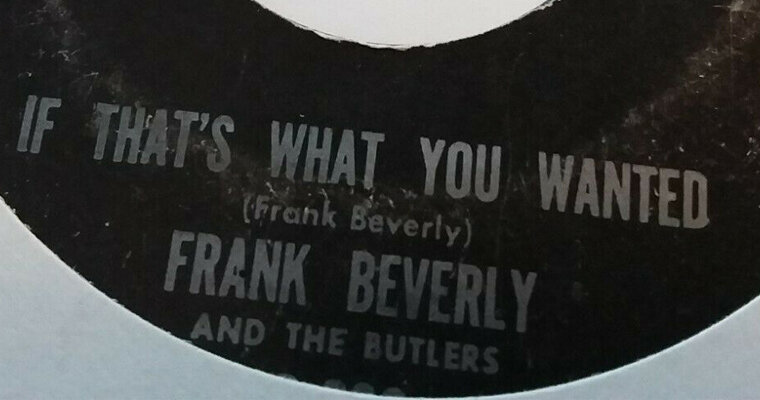 IF THAT'S WHAT YOU WANTED
(Frank Beverly)
FRANK BEVERLY
AND THE BUTLERS